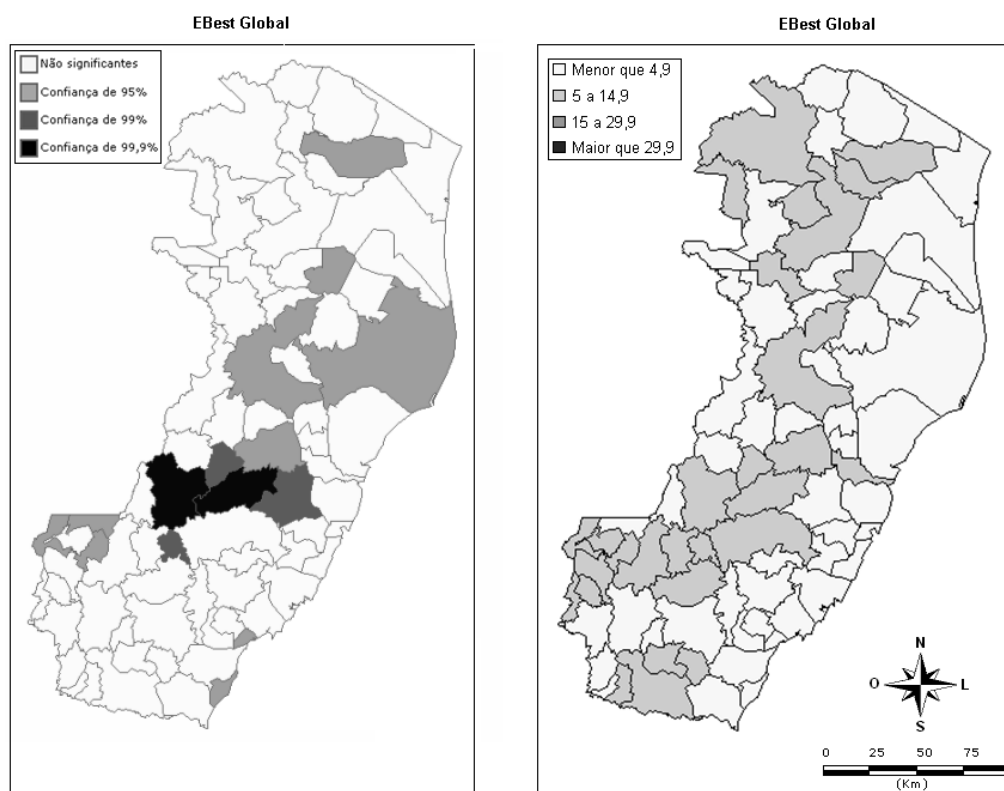 EBest Global
Não significantes
Confiança de 95%
Confiança de 99%
Confiança de 99,9%
EBest Global
Menor que 4,9
5 a 14,9
15 a 29,9
Maior que 29,9
N
O
L
S
0 25 50 75
(Km)